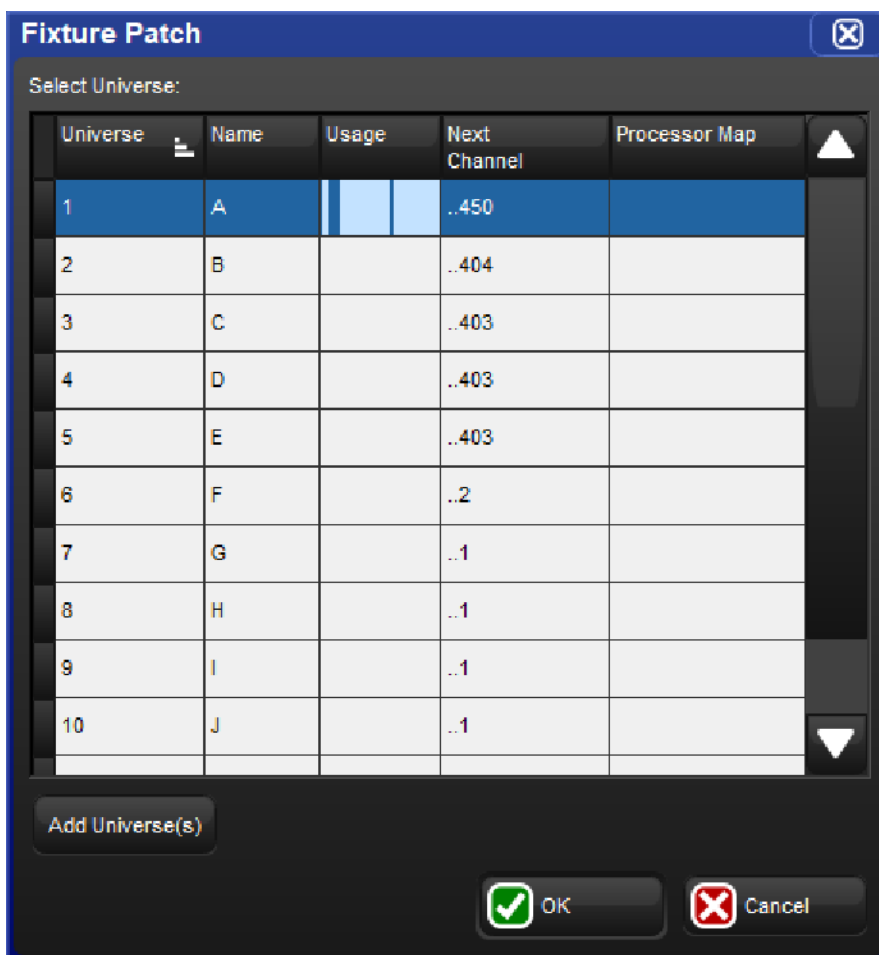 Fixture Patch
Select Universe:
Universe Name Usage Next Channel Processor Map
1 A ..450
2 B ..404
3 C ..403
4 D ..403
5 E ..403
6 F ..2
7 G ..1
8 H ..1
9 I ..1
10 J ..1
Add Universe(s)
OK Cancel